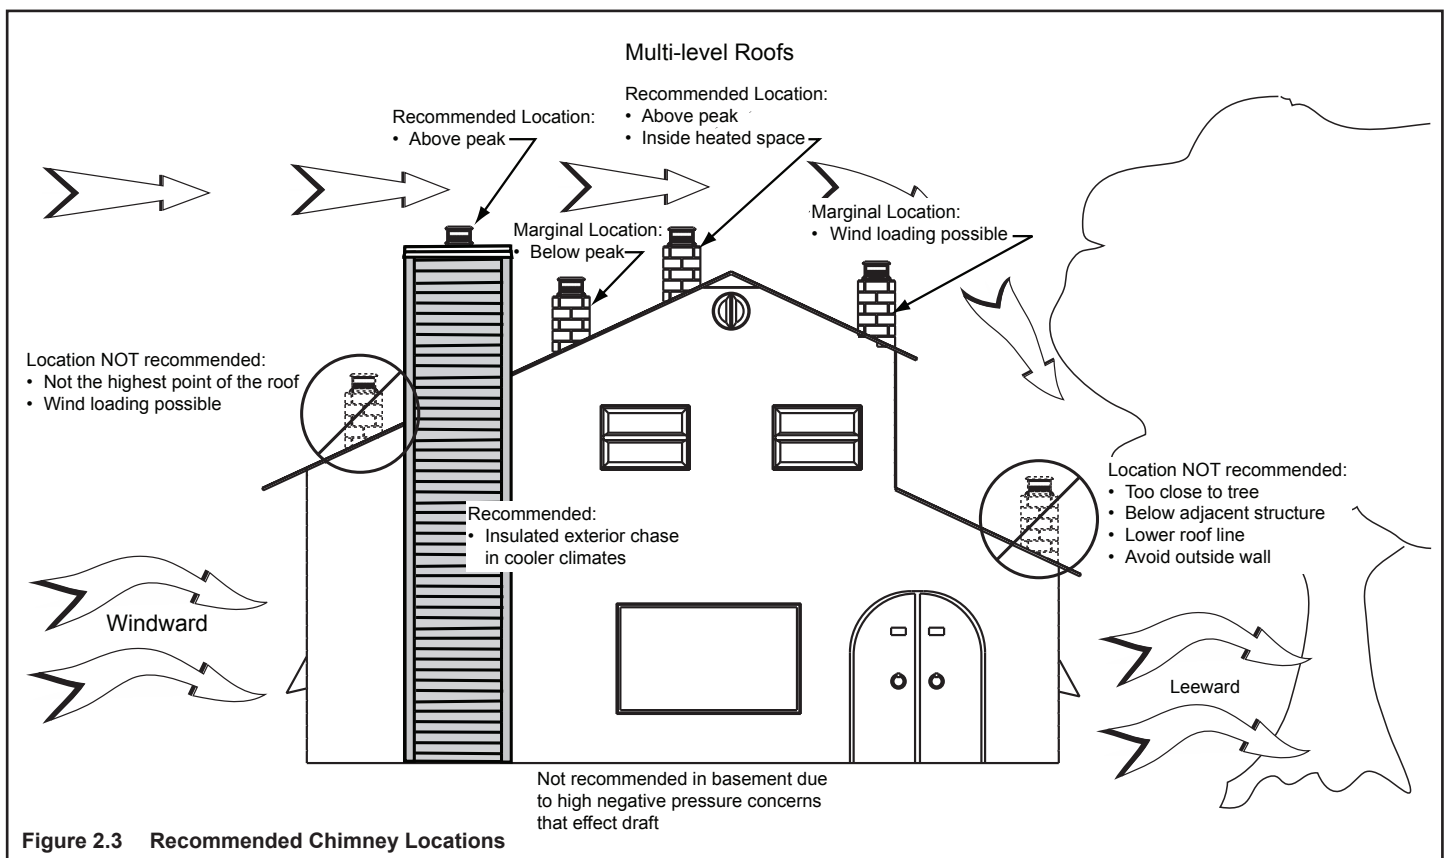 Multi-level Roofs
Recommended Location:
• Above peak
Recommended Location:
• Above peak
• Inside heated space
Marginal Location:
• Below peak
Marginal Location:
• Wind loading possible
Location NOT recommended:
• Not the highest point of the roof
• Wind loading possible
Recommended:
• Insulated exterior chase
in cooler climates
Location NOT recommended:
• Too close to tree
• Below adjacent structure
• Lower roof line
• Avoid outside wall
Windward
Leeward
Not recommended in basement due
to high negative pressure concerns
that effect draft
Figure 2.3 Recommended Chimney Locations